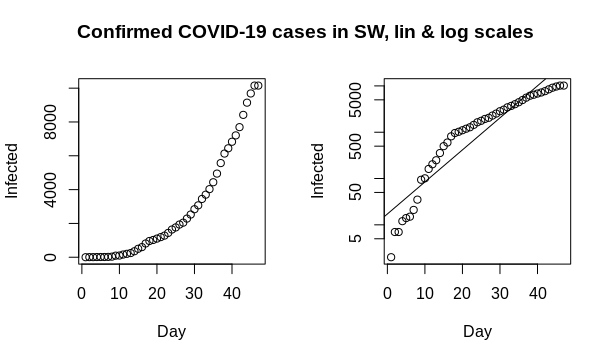 Confirmed COVID-19 cases in SW, lin & log scales
Infected
8000
4000
0
0 10 20 30 40
Day
Infected
5000
500
50
5
0 10 20 30 40
Day